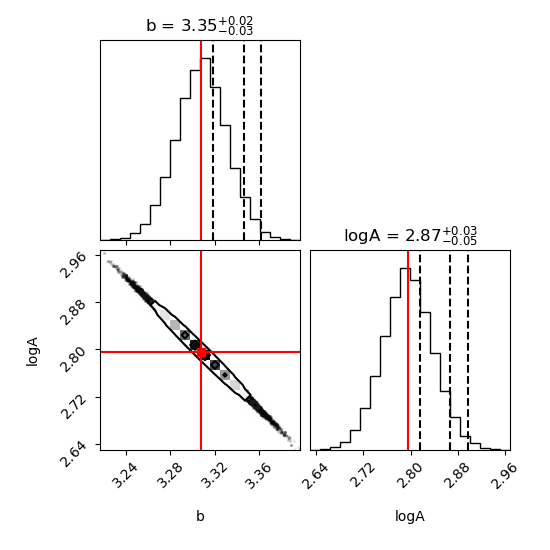 b = 3.35+0.02−0.03
logA = 2.87+0.03−0.05
2.96
2.88
2.80
2.72
2.64
logA
3.24
3.28
3.32
3.36
b
2.64
2.72
2.80
2.88
2.96
logA